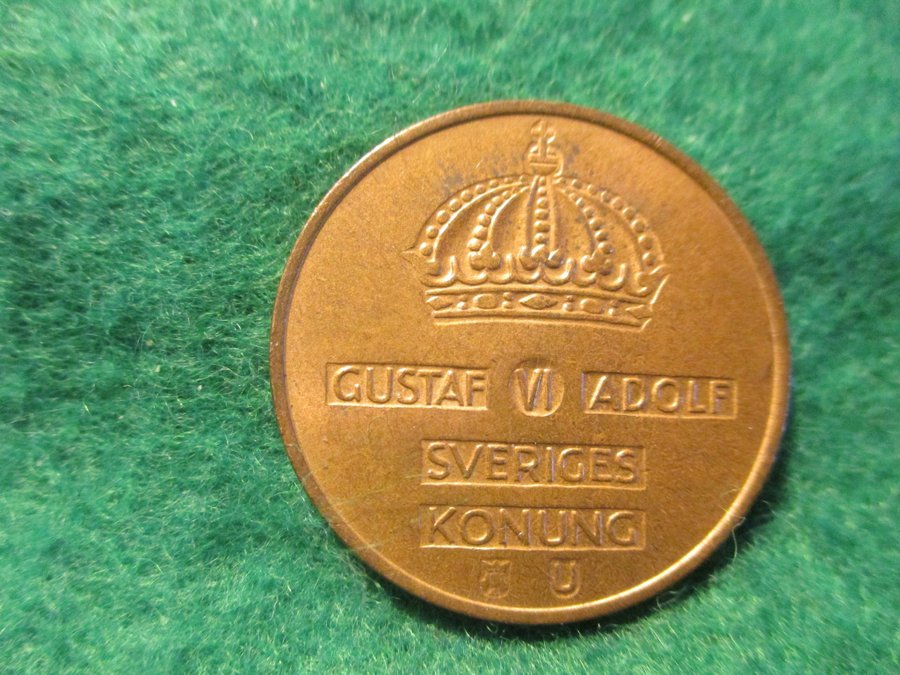 GUSTAF VI ADOLF
SVERIGES
KONUNG
U